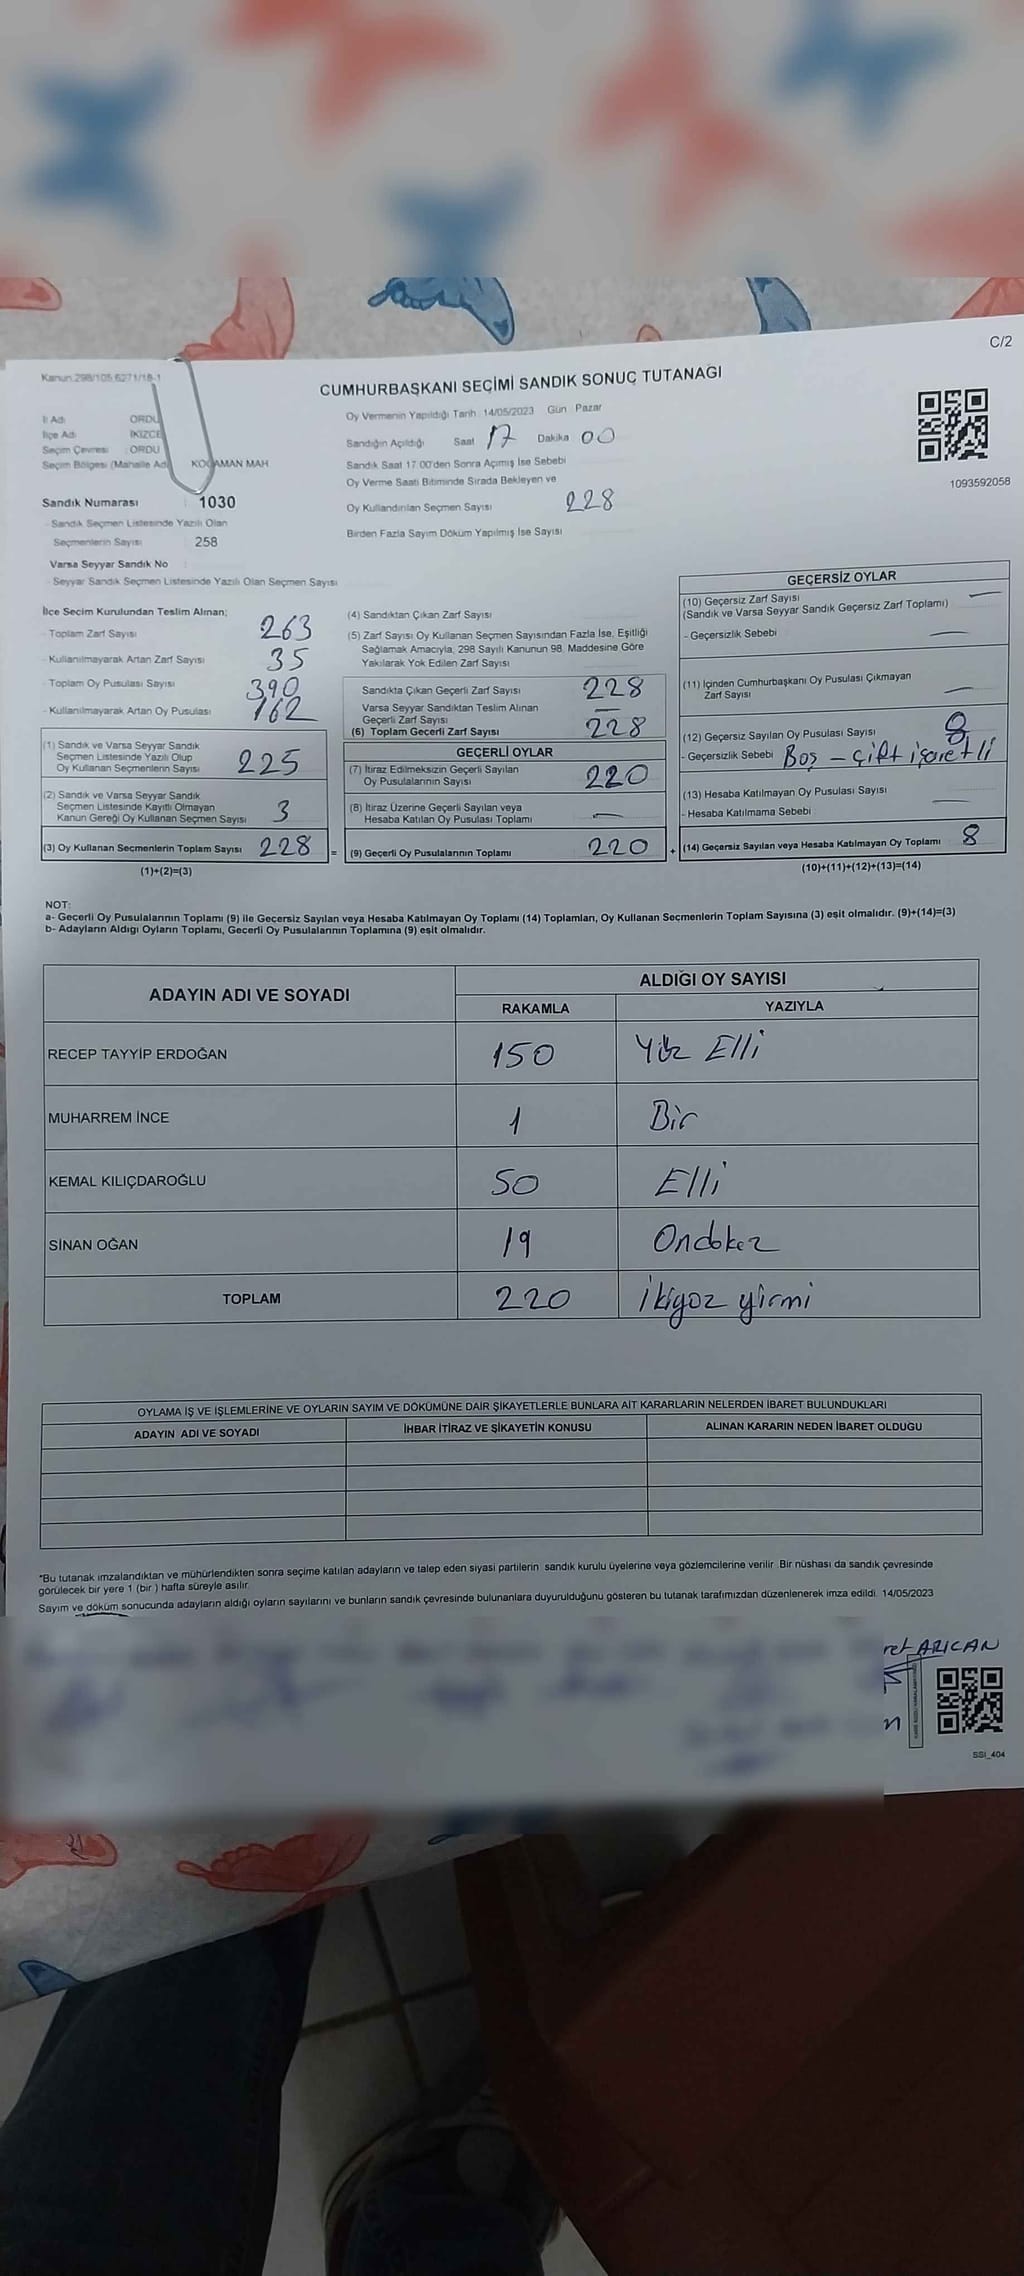 C/2
Kanun:298/105,6271/18-1
CUMHURBAŞKANI SEÇİMİ SANDIK SONUÇ TUTANAĞI
İl Adı ORDU
İlçe Adı İKİZCE
Seçim Çevresi : ORDU
Seçim Bölgesi (Mahalle Adı KOCAMAN MAH
Sandık Numarası : 1030
- Sandık Seçmen Listesinde Yazılı Olan
Seçmenlerin Sayısı : 258
Varsa Seyyar Sandık No :
- Seyyar Sandık Seçmen Listesinde Yazılı Olan Seçmen Sayısı
Oy Vermenin Yapıldığı Tarih : 14/05/2023 Gün : Pazar
Sandığın Açıldığı Saat 17 Dakika 00
Sandık Saat 17.00'den Sonra Açımış İse Sebebi
Oy Verme Saati Bitiminde Sırada Bekleyen ve
Oy Kullandırılan Seçmen Sayısı 228
Birden Fazla Sayım Döküm Yapılmış İse Sayısı
1093592058
İlçe Seçim Kurulundan Teslim Alınan;
- Toplam Zarf Sayısı 263
- Kullanılmayarak Artan Zarf Sayısı 35
- Toplam Oy Pusulası Sayısı 390
- Kullanılmayarak Artan Oy Pusulası 162
(1) Sandık ve Varsa Seyyar Sandık
Seçmen Listesinde Yazılı Olup
Oy Kullanan Seçmenlerin Sayısı 225
(2) Sandık ve Varsa Seyyar Sandık
Seçmen Listesinde Kayıtlı Olmayan
Kanun Gereği Oy Kullanan Seçmen Sayısı 3
(3) Oy Kullanan Seçmenlerin Toplam Sayısı 228 =
(1)+(2)=(3)
(4) Sandıktan Çıkan Zarf Sayısı
(5) Zarf Sayısı Oy Kullanan Seçmen Sayısından Fazla İse, Eşitliği
Sağlamak Amacıyla, 298 Sayılı Kanunun 98. Maddesine Göre
Yakılarak Yok Edilen Zarf Sayısı
Sandıkta Çıkan Geçerli Zarf Sayısı 228
Varsa Seyyar Sandıktan Teslim Alınan
Geçerli Zarf Sayısı —
(6) Toplam Geçerli Zarf Sayısı 228
GEÇERLİ OYLAR
(7) İtiraz Edilmeksizin Geçerli Sayılan
Oy Pusulalarının Sayısı 220
(8) İtiraz Üzerine Geçerli Sayılan veya
Hesaba Katılan Oy Pusulası Toplamı —
(9) Geçerli Oy Pusulalarının Toplamı 220 +
GEÇERSİZ OYLAR
(10) Geçersiz Zarf Sayısı —
(Sandık ve Varsa Seyyar Sandık Geçersiz Zarf Toplamı)
- Geçersizlik Sebebi —
(11) İçinden Cumhurbaşkanı Oy Pusulası Çıkmayan
Zarf Sayısı —
(12) Geçersiz Sayılan Oy Pusulası Sayısı 8
- Geçersizlik Sebebi Boş – Çift işaretli
(13) Hesaba Katılmayan Oy Pusulası Sayısı
- Hesaba Katılmama Sebebi —
(14) Geçersiz Sayılan veya Hesaba Katılmayan Oy Toplamı 8
(10)+(11)+(12)+(13)=(14)
NOT:
a- Geçerli Oy Pusulalarının Toplamı (9) ile Geçersiz Sayılan veya Hesaba Katılmayan Oy Toplamı (14) Toplamları, Oy Kullanan Seçmenlerin Toplam Sayısına (3) eşit olmalıdır. (9)+(14)=(3)
b- Adayların Aldığı Oyların Toplamı, Geçerli Oy Pusulalarının Toplamına (9) eşit olmalıdır.
ADAYIN ADI VE SOYADI ALDIĞI OY SAYISI
RAKAMLA YAZIYLA
RECEP TAYYİP ERDOĞAN 150 Yüz Elli
MUHARREM İNCE 1 Bir
KEMAL KILIÇDAROĞLU 50 Elli
SİNAN OĞAN 19 Ondokuz
TOPLAM 220 İkiyüz yirmi
OYLAMA İŞ VE İŞLEMLERİNE VE OYLARIN SAYIM VE DÖKÜMÜNE DAİR ŞİKAYETLERLE BUNLARA AİT KARARLARIN NELERDEN İBARET BULUNDUKLARI
ADAYIN ADI VE SOYADI İHBAR İTİRAZ VE ŞİKAYETİN KONUSU ALINAN KARARIN NEDEN İBARET OLDUGU
*Bu tutanak imzalandıktan ve mühürlendikten sonra seçime katılan adayların ve talep eden siyasi partilerin sandık kurulu üyelerine veya gözlemcilerine verilir. Bir nüshası da sandık çevresinde
görülecek bir yere 1 (bir ) hafta süreyle asılır.
Sayım ve döküm sonucunda adayların aldığı oyların sayılarını ve bunların sandık çevresinde bulunanlara duyurulduğunu gösteren bu tutanak tarafımızdan düzenlenerek imza edildi. 14/05/2023
ret ARICAN
SSI_404